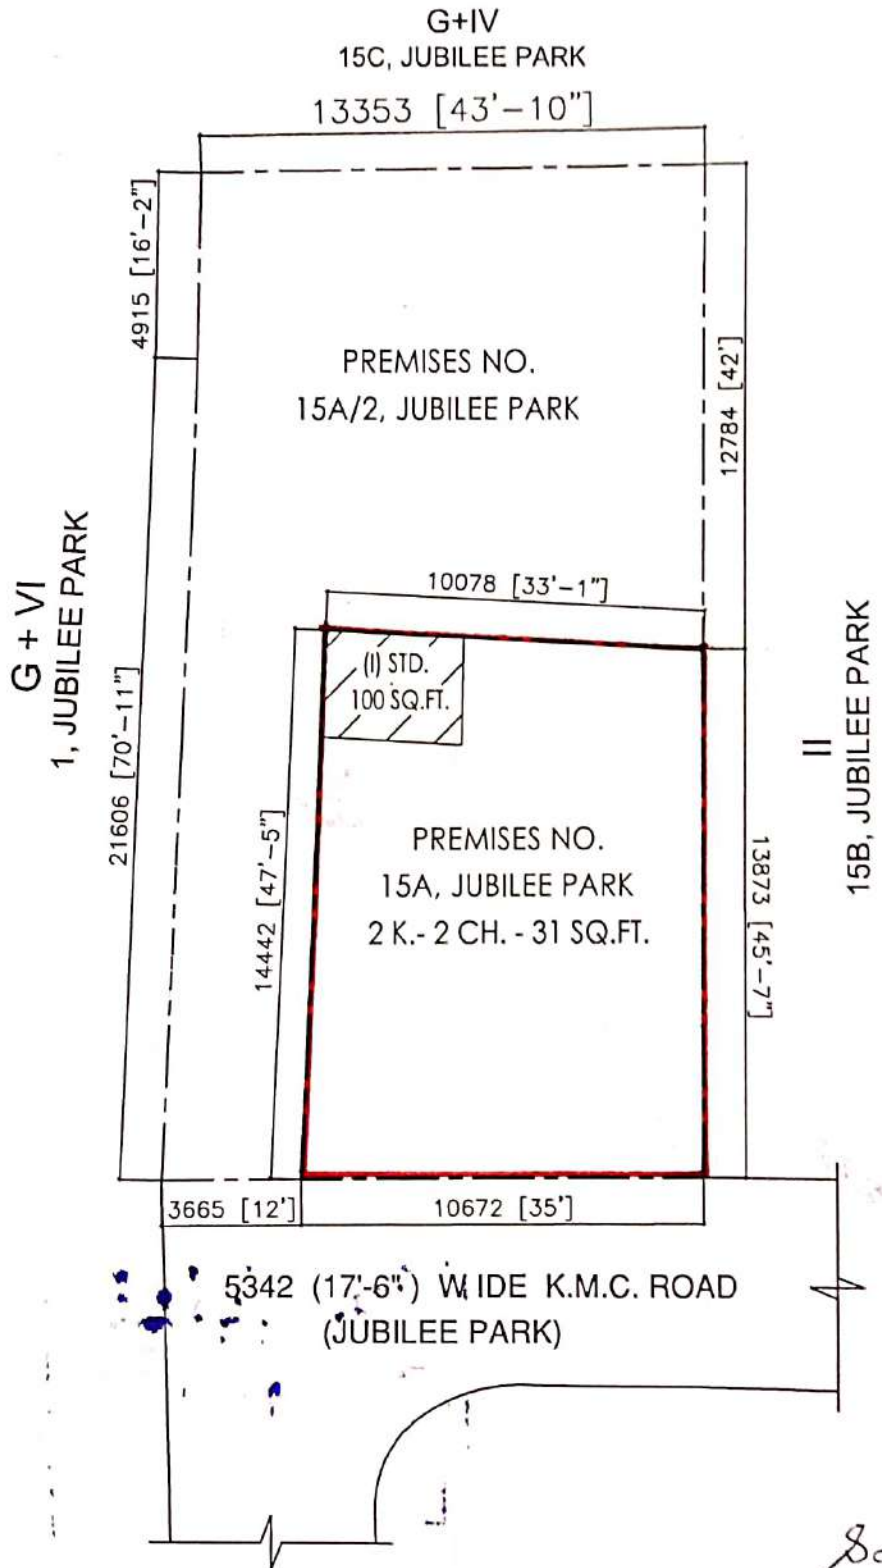 G+IV
15C, JUBILEE PARK
13353 [43'-10"]
4915 [16'-2"]
PREMISES NO.
15A/2, JUBILEE PARK
12784 [42']
G + VI
1, JUBILEE PARK
21606 [70'-11"]
10078 [33'-1"]
(I) STD.
100 SQ.FT.
14442 [47'-5"]
PREMISES NO.
15A, JUBILEE PARK
2 K.- 2 CH. - 31 SQ.FT.
13873 [45'-7"]
II
15B, JUBILEE PARK
3665 [12']
10672 [35']
5342 (17'-6") WIDE K.M.C. ROAD
(JUBILEE PARK)